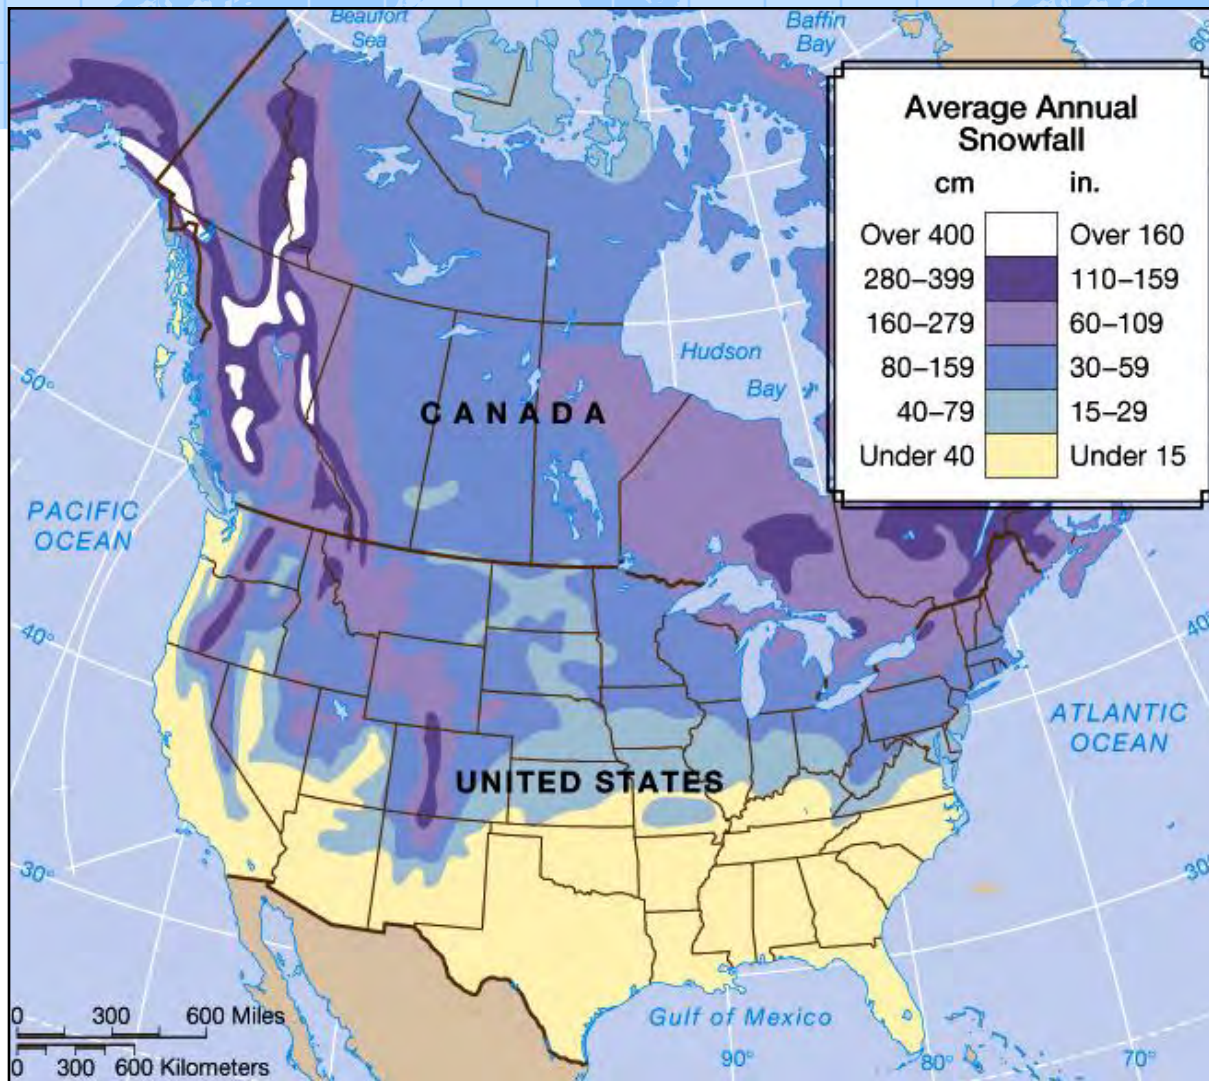 Beaufort
Sea
Baffin
Bay
60°
Average Annual
Snowfall
cm in.
Over 400 Over 160
280–399 110–159
160–279 60–109
80–159 30–59
40–79 15–29
Under 40 Under 15
Hudson
Bay
50°
CANADA
PACIFIC
OCEAN
40°
40°
ATLANTIC
OCEAN
UNITED STATES
30°
30°
0 300 600 Miles
0 300 600 Kilometers
Gulf of Mexico
90°
80°
70°